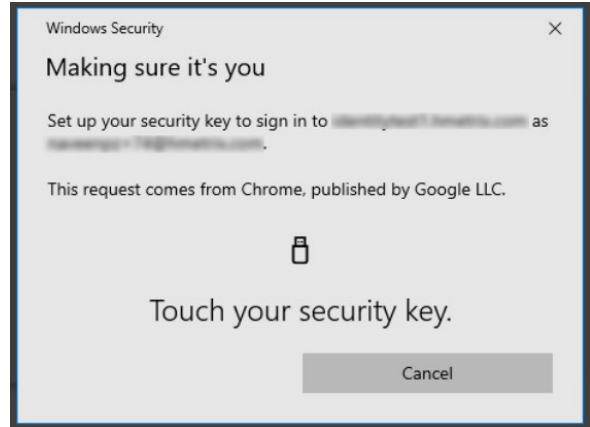 Windows Security
Making sure it's you
Set up your security key to sign in to as
.
This request comes from Chrome, published by Google LLC.
Touch your security key.
Cancel